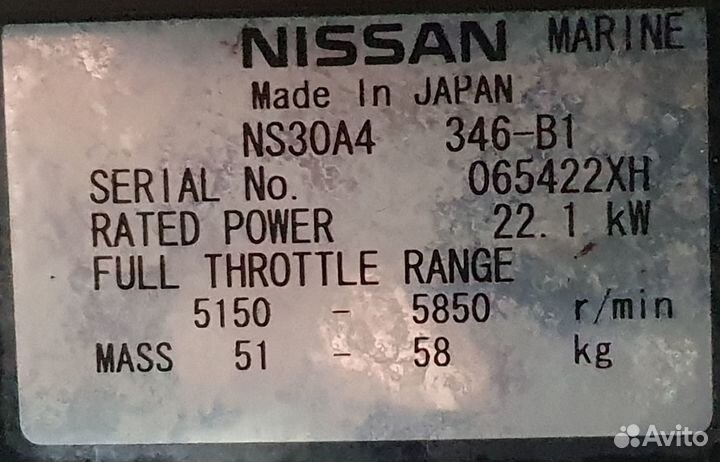 NISSAN MARINE
Made In JAPAN
NS30A4 346-B1
SERIAL No. 065422XH
RATED POWER 22.1 kW
FULL THROTTLE RANGE
5150 - 5850 r/min
MASS 51 - 58 kg
Avito